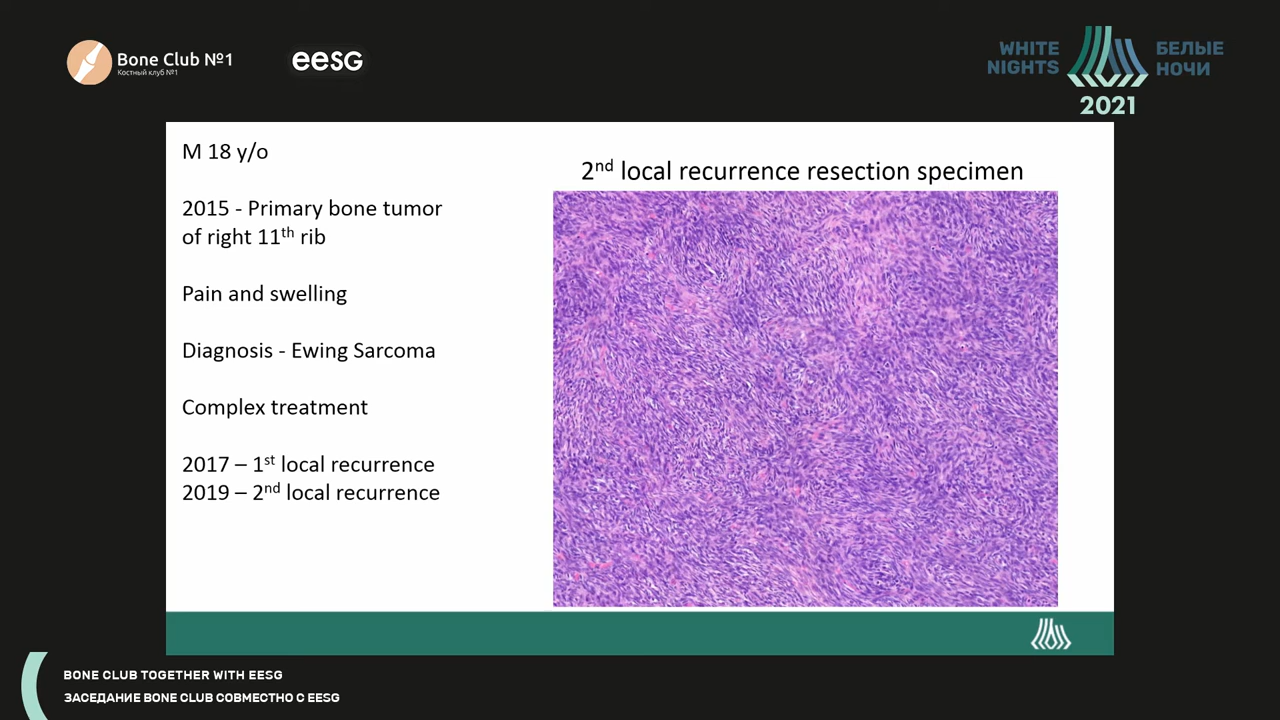 Bone Club №1
Костный клуб №1
eesg
WHITE NIGHTS
БЕЛЫЕ НОЧИ
2021
M 18 y/o
2015 - Primary bone tumor
of right 11th rib
Pain and swelling
Diagnosis - Ewing Sarcoma
Complex treatment
2017 – 1st local recurrence
2019 – 2nd local recurrence
2nd local recurrence resection specimen
BONE CLUB TOGETHER WITH EESG
ЗАСЕДАНИЕ BONE CLUB СОВМЕСТНО С EESG